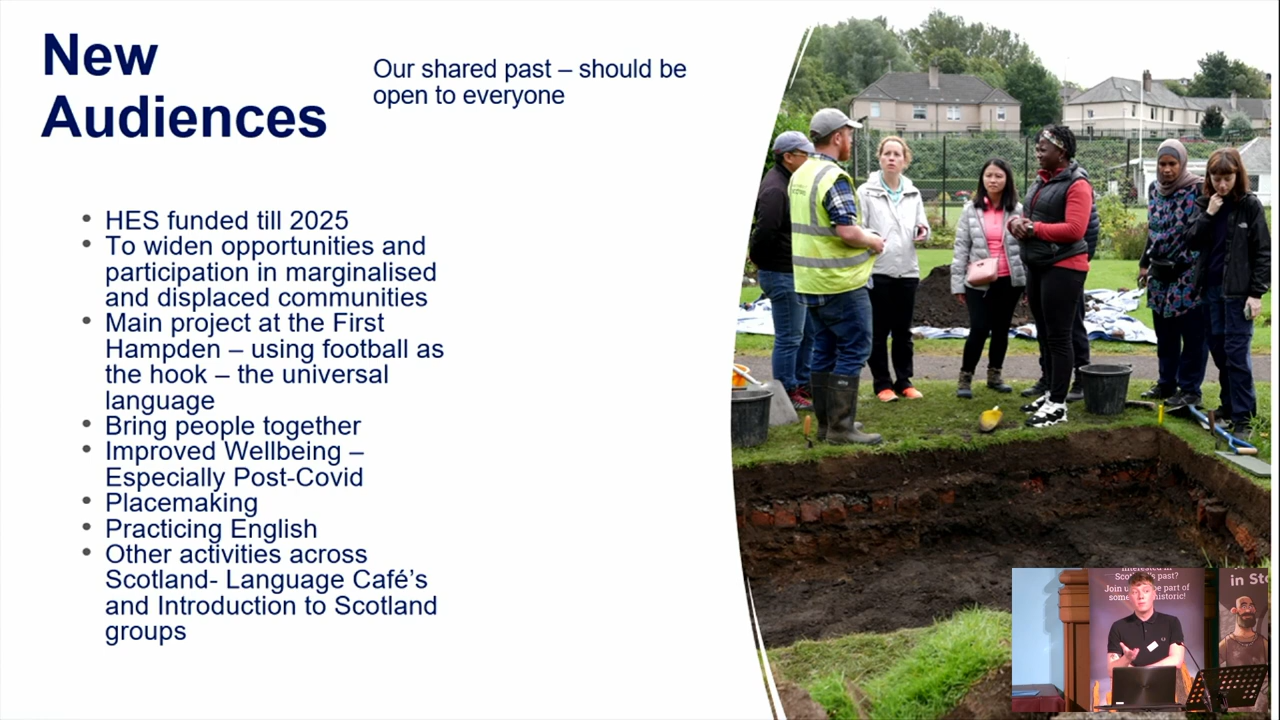 New
Audiences
Our shared past – should be
open to everyone
• HES funded till 2025
• To widen opportunities and
participation in marginalised
and displaced communities
• Main project at the First
Hampden – using football as
the hook – the universal
language
• Bring people together
• Improved Wellbeing –
Especially Post-Covid
• Placemaking
• Practicing English
• Other activities across
Scotland- Language Café’s
and Introduction to Scotland
groups
past?
Join
be part of
historic!
in